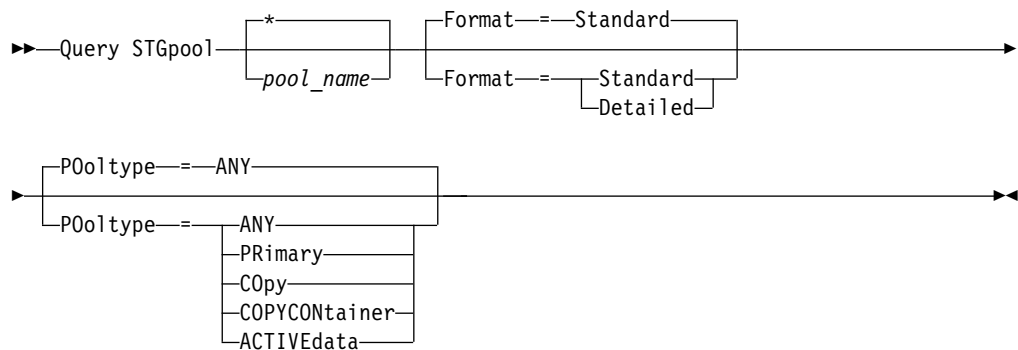 * Format = Standard
Query STGpool
pool_name Format = Standard
Detailed
POoltype = ANY
POoltype = ANY
PRimary
COpy
COPYCONtainer
ACTIVEdata